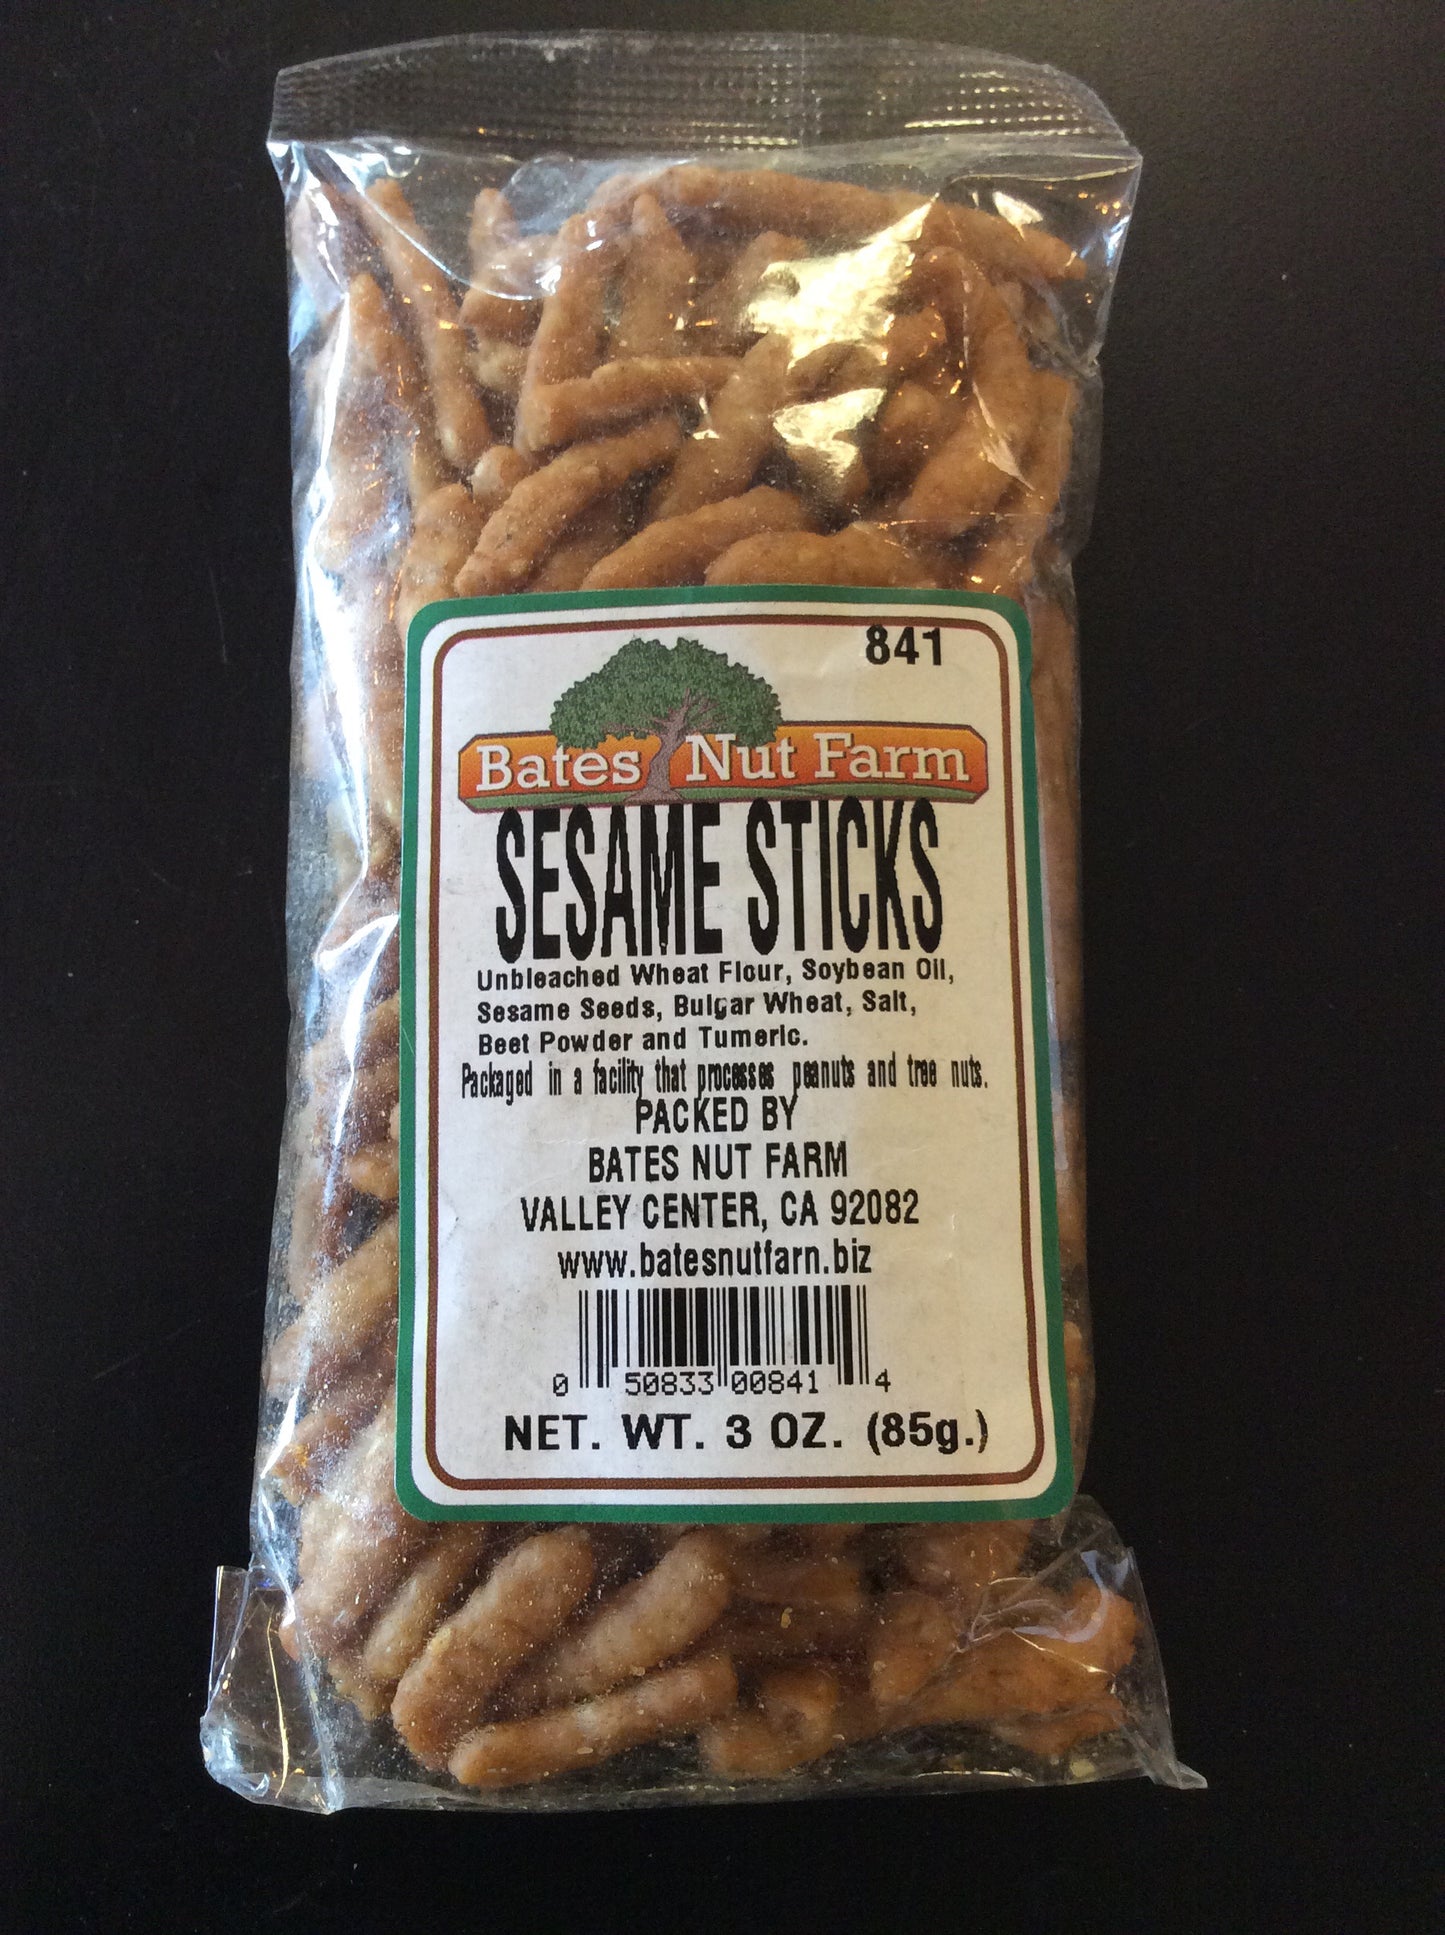 841
Bates Nut Farm
SESAME STICKS
Unbleached Wheat Flour, Soybean Oil,
Sesame Seeds, Bulgar Wheat, Salt,
Beet Powder and Tumeric.
Packaged in a facility that processes peanuts and tree nuts.
PACKED BY
BATES NUT FARM
VALLEY CENTER, CA 92082
www.batesnutfarn.biz
0 50833 00841 4
NET. WT. 3 OZ. (85g.)